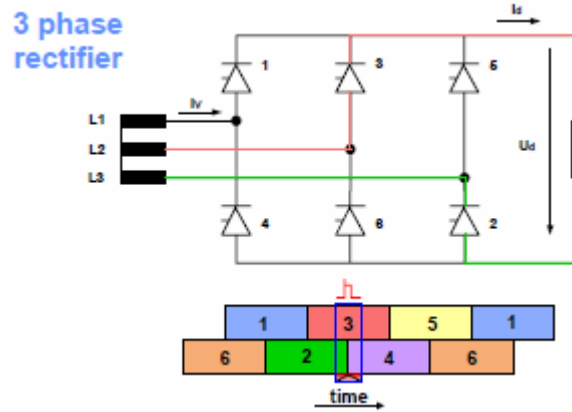 3 phase
rectifier
Id
1
3
5
Iv
L1
L2
L3
Ud
4
6
2
1 3 5 1
6 2 4 6
time